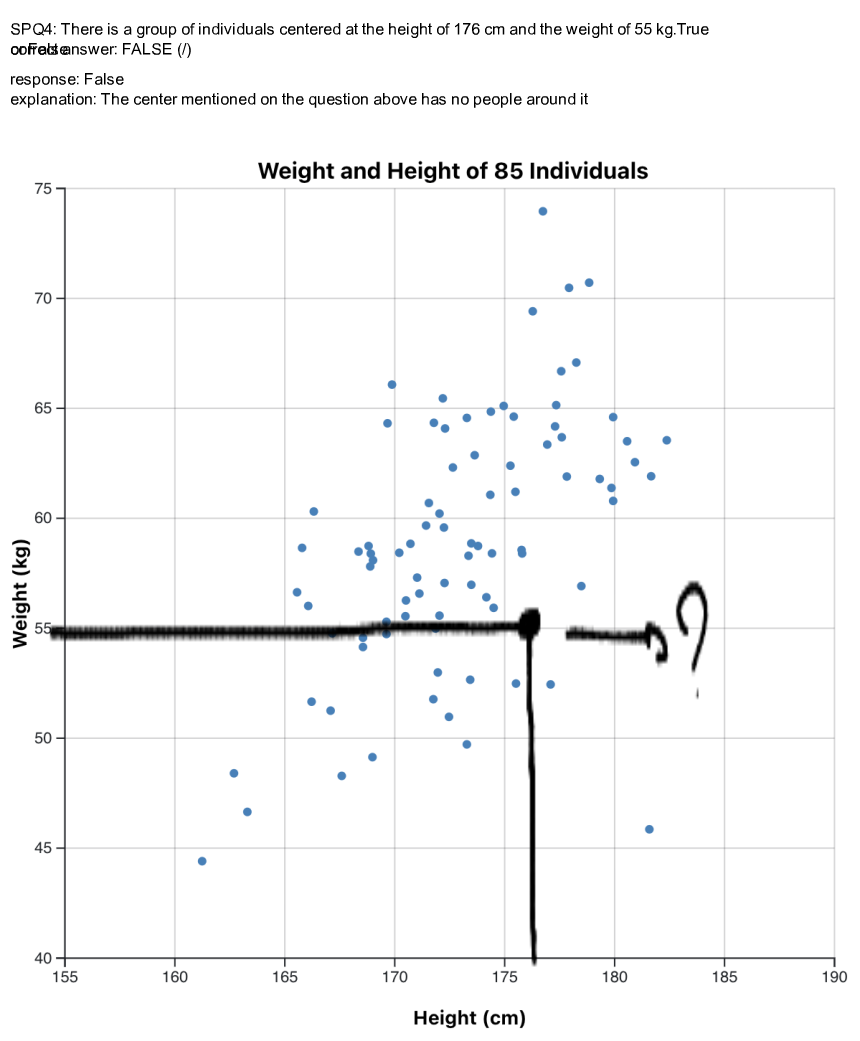 SPQ4: There is a group of individuals centered at the height of 176 cm and the weight of 55 kg.True
or False
correct answer: FALSE (/)
response: False
explanation: The center mentioned on the question above has no people around it
Weight and Height of 85 Individuals
75
70
65
60
55
50
45
40
Weight (kg)
?
155 160 165 170 175 180 185 190
Height (cm)